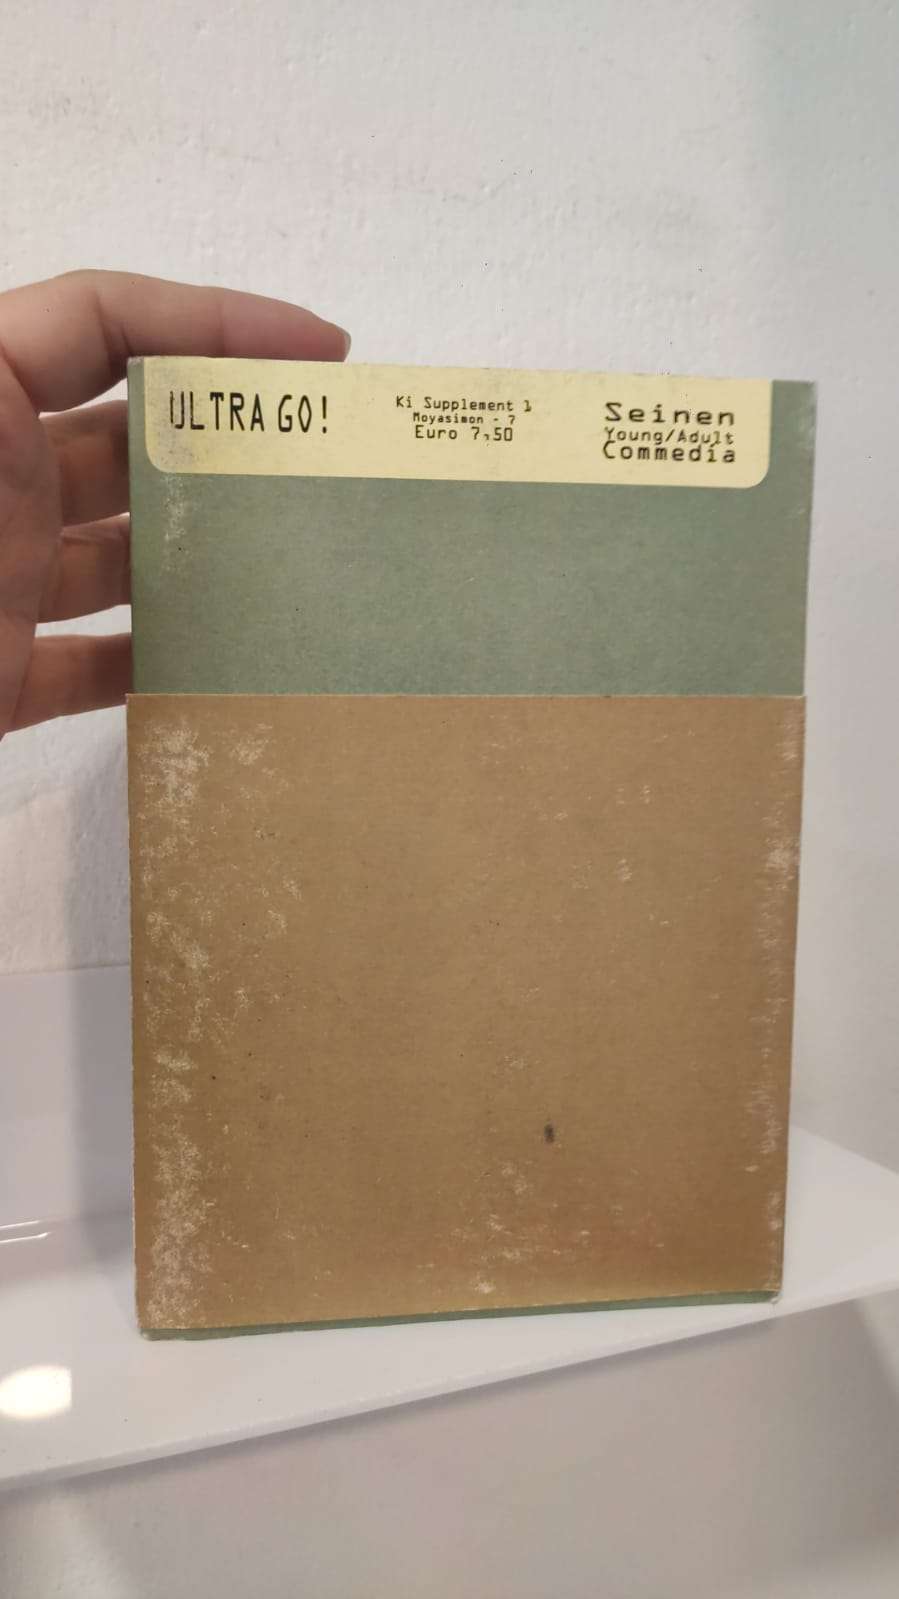 ULTRA GO!
Ki Supplement 1
Moyasimon - 7
Euro 7,50
Seinen
Young/Adult
Commedia